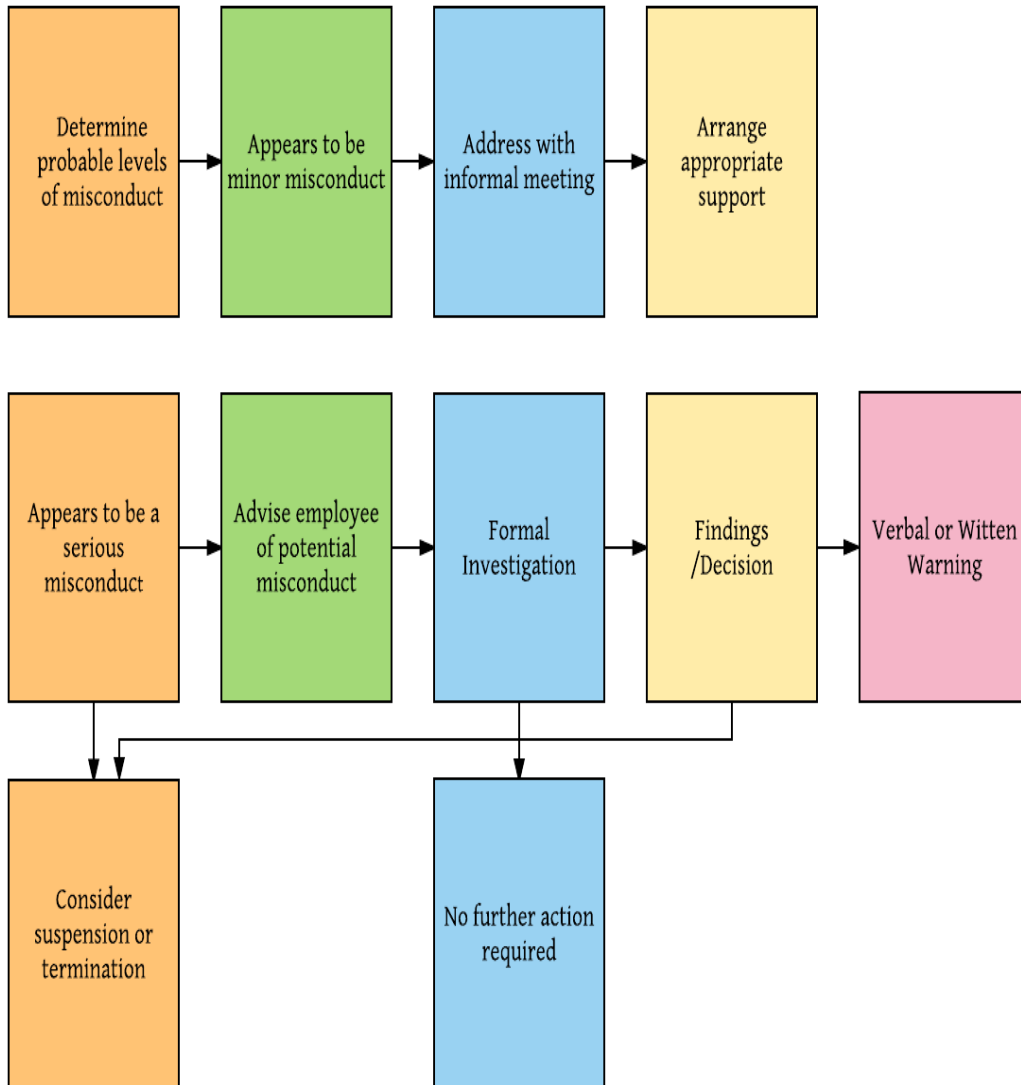 Determine
probable levels
of misconduct
Appears to be
minor misconduct
Address with
informal meeting
Arrange
appropriate
support
Appears to be a
serious
misconduct
Advise employee
of potential
misconduct
Formal
Investigation
Findings
/Decision
Verbal or Witten
Warning
Consider
suspension or
termination
No further action
required